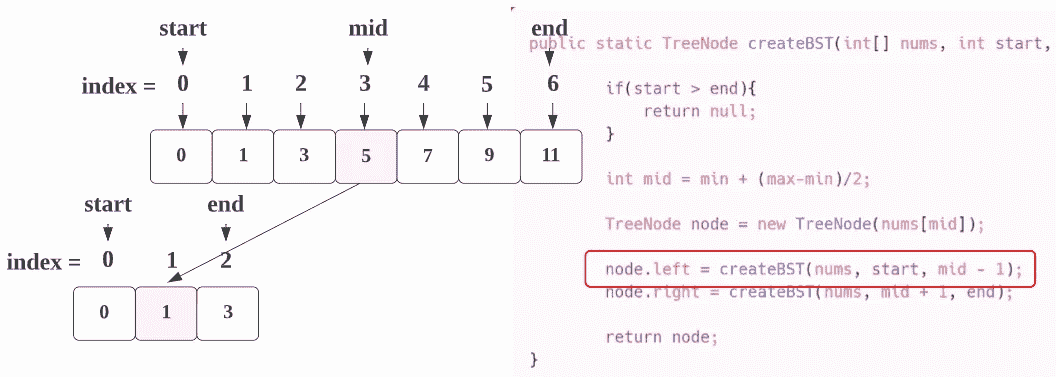 start mid end
index = 0 1 2 3 4 5 6
0 1 3 5 7 9 11
start end
index = 0 1 2
0 1 3
public static TreeNode createBST(int[] nums, int start,
if(start > end){
return null;
}
int mid = min + (max-min)/2;
TreeNode node = new TreeNode(nums[mid]);
node.left = createBST(nums, start, mid - 1);
node.right = createBST(nums, mid + 1, end);
return node;
}